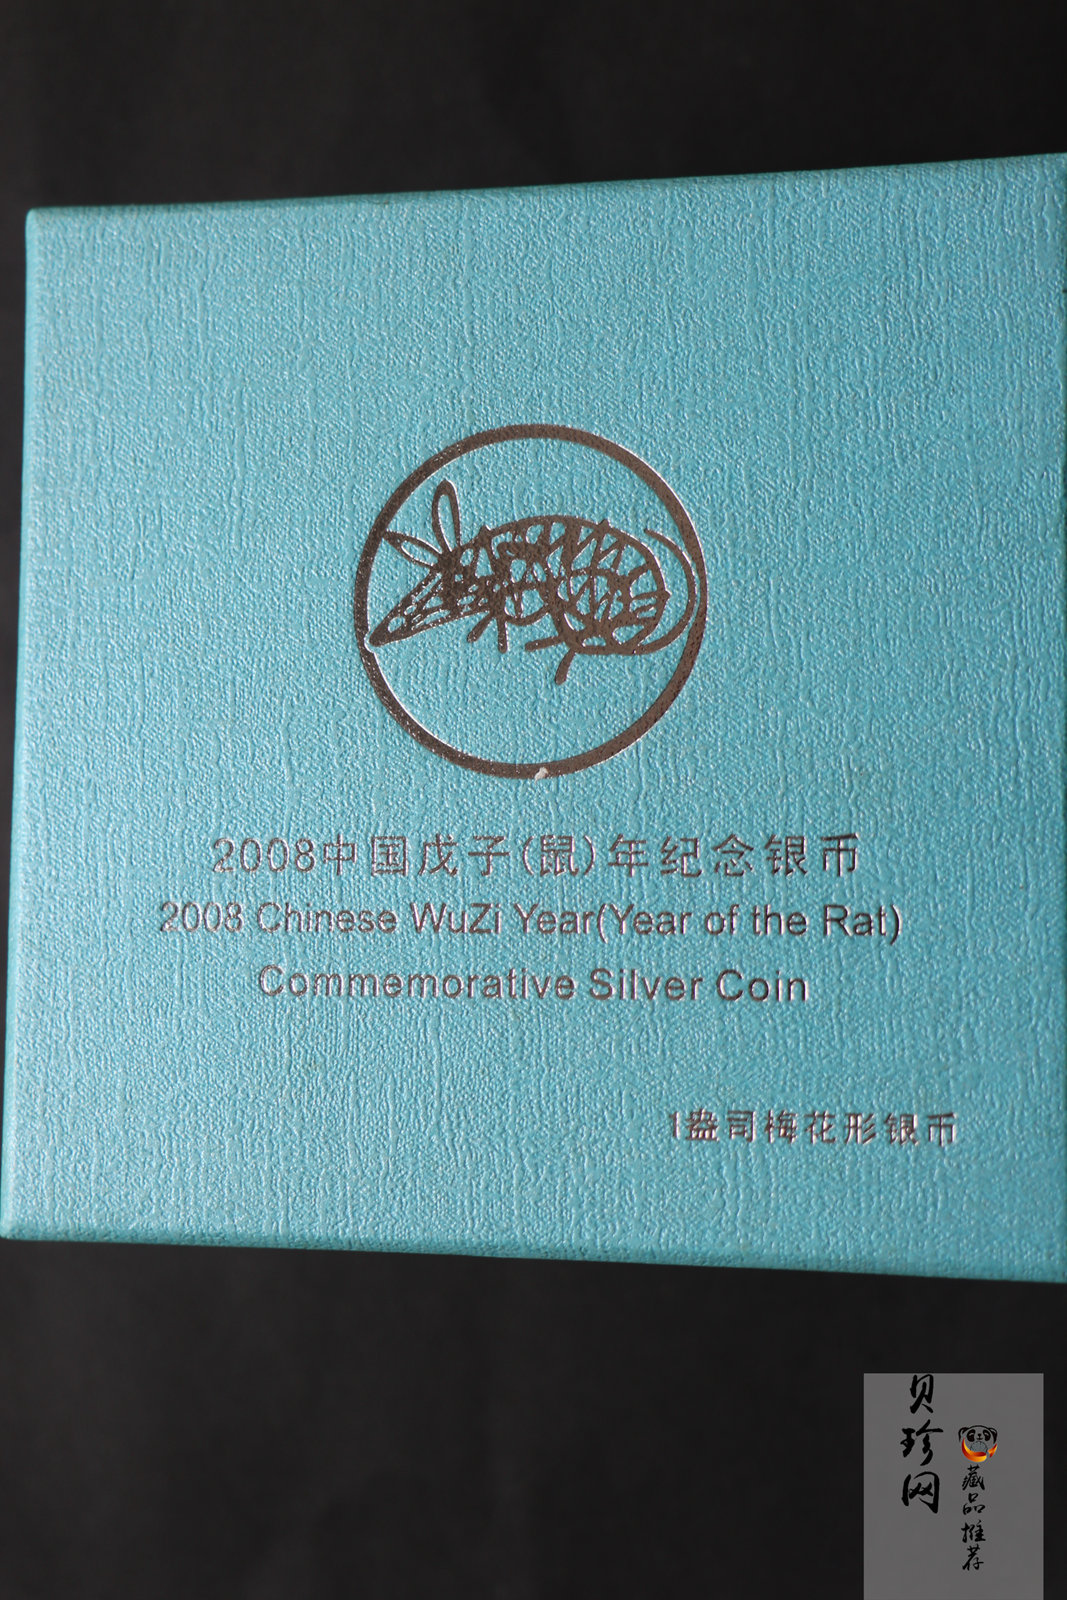 2008中国戊子(鼠)年纪念银币
2008 Chinese WuZi Year(Year of the Rat)
Commemorative Silver Coin
1盎司梅花形银币
贝珍网
藏品推荐